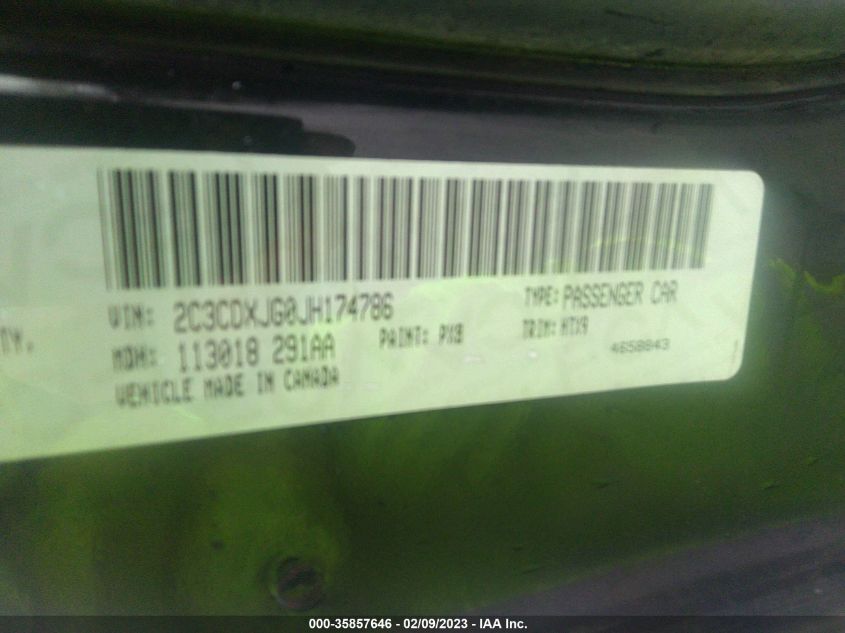 VIN: 2C3CDXJG0JH174786 TYPE: PASSENGER CAR
TY. MDH: 113018 291AA PAINT: PX8 TRIM: HTX9
4658843
VEHICLE MADE IN CANADA
000-35857646 - 02/09/2023 - IAA Inc.